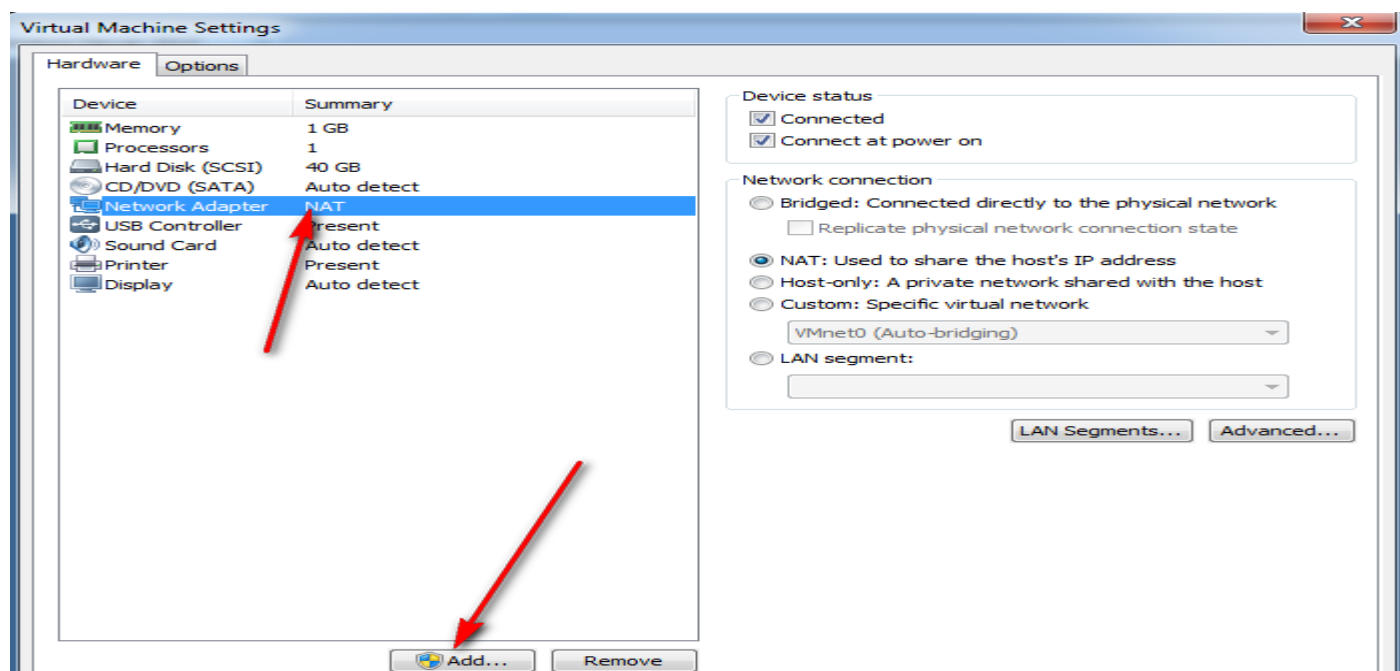 Virtual Machine Settings
Hardware Options
Device Summary
Memory 1 GB
Processors 1
Hard Disk (SCSI) 40 GB
CD/DVD (SATA) Auto detect
Network Adapter NAT
USB Controller Present
Sound Card Auto detect
Printer Present
Display Auto detect
Add... Remove
Device status
Connected
Connect at power on
Network connection
Bridged: Connected directly to the physical network
Replicate physical network connection state
NAT: Used to share the host's IP address
Host-only: A private network shared with the host
Custom: Specific virtual network
VMnet0 (Auto-bridging)
LAN segment:
LAN Segments... Advanced...